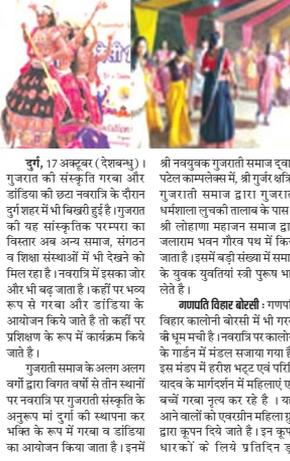 दुर्ग, 17 अक्टूबर (देशबन्धु)।
गुजरात की संस्कृति गरबा और
डांडिया की छटा नवरात्रि के दौरान
दुर्ग शहर में भी बिखरी हुई है।गुजरात
की यह सांस्कृतिक परम्परा का
विस्तार अब अन्य समाज, संगठन
व शिक्षा संस्थाओं में भी देखने को
मिल रहा है। नवरात्रि में इसका जोर
और भी बढ़ जाता है। कहीं पर भव्य
रूप से गरबा और डांडिया के
आयोजन किये जाते है तो कहीं पर
प्रशिक्षण के रूप में कार्यक्रम किये
जाते है।
गुजराती समाज के अलग अलग
वर्गो द्वारा विगत वर्षो से तीन स्थानों
पर नवरात्रि पर गुजराती संस्कृति के
अनुरूप मां दुर्गा की स्थापना कर
भक्ति के रूप में गरबा व डांडिया
का आयोजन किया जाता है। इनमें
श्री नवयुवक गुजराती समाज द्वा
पटेल काम्पलेक्स में, श्री गुर्जर क्षत्रि
गुजराती समाज द्वारा गुजरा
धर्मशाला लुचकी तालाब के पास
श्री लोहाणा महाजन समाज द्वा
जलाराम भवन गौरव पथ में किय
जाता है। इसमें बड़ी संख्या में समा
के युवक युवतियां स्त्री पुरूष भा
लेते है।
गणपति विहार बोरसी : गणप
विहार कालोनी बोरसी में भी गर
की धूम मची है। नवरात्रि पर कालो
के गार्डन में मंडल सजाया गया है
इस मंडप में हरीश भट्ट एवं परि
यादव के मार्गदर्शन में महिलाएं ए
बच्चें गरबा नृत्य कर रहे है । य
आने वालों को एवरग्रीन महिला ग्रु
द्वारा कूपन दिये जाते है। इन कूप
धारकों के लिये प्रतिदिन ड्